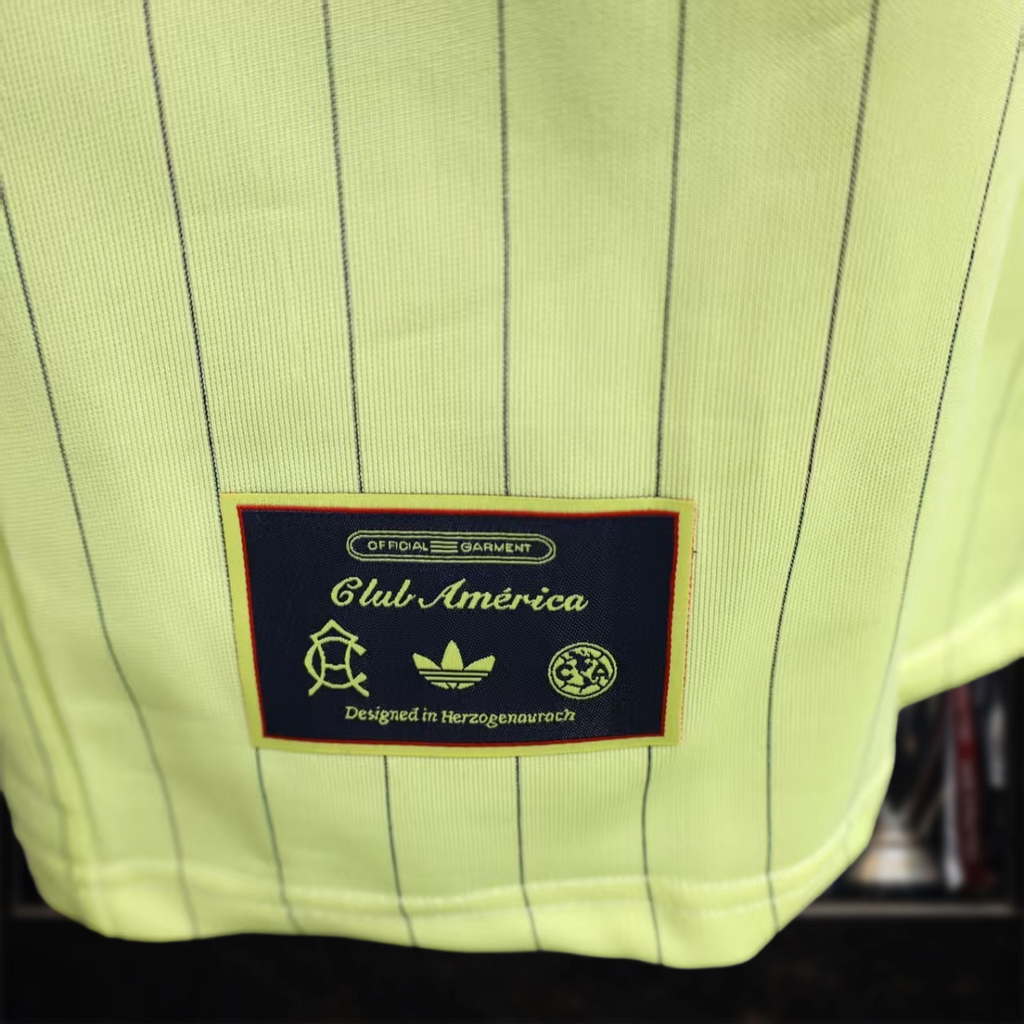 OFFICIAL GARMENT
Club América
Designed in Herzogenaurach